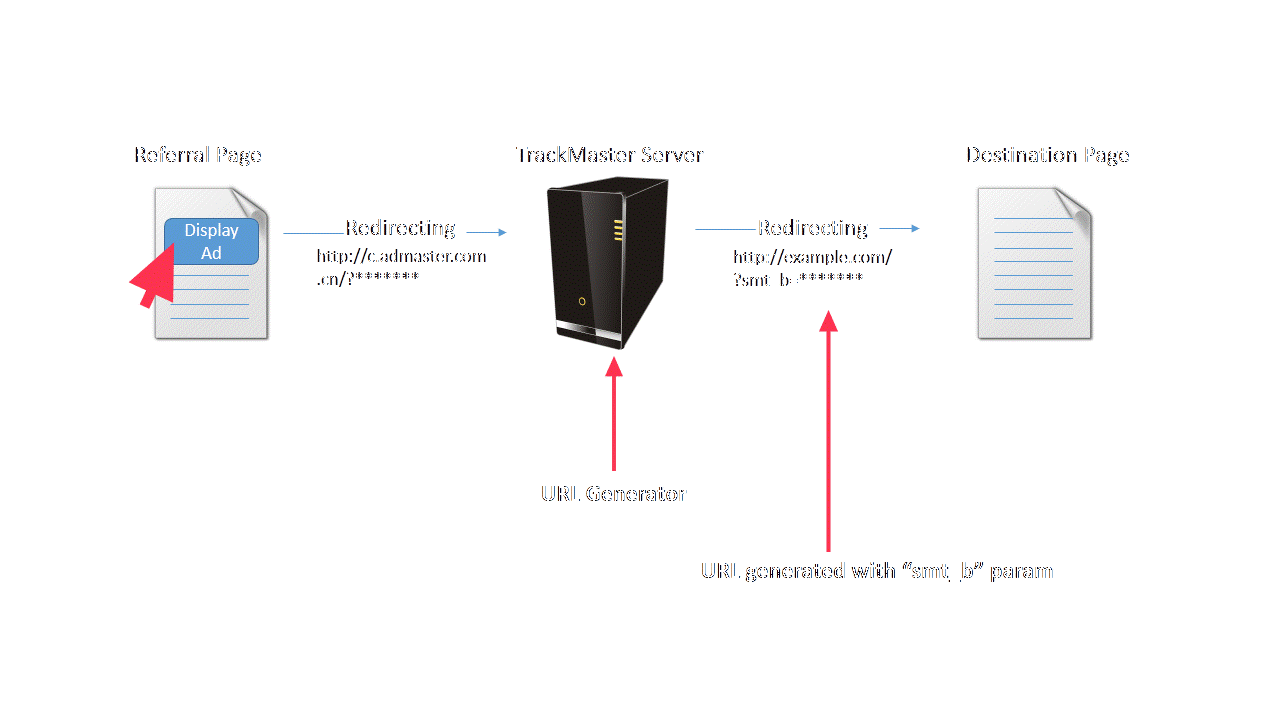 Referral Page
TrackMaster Server
Destination Page
Display
Ad
Redirecting
http://c.admaster.com
.cn/?*******
Redirecting
http://example.com/
?smt_b=*******
URL Generator
URL generated with “smt_b” param